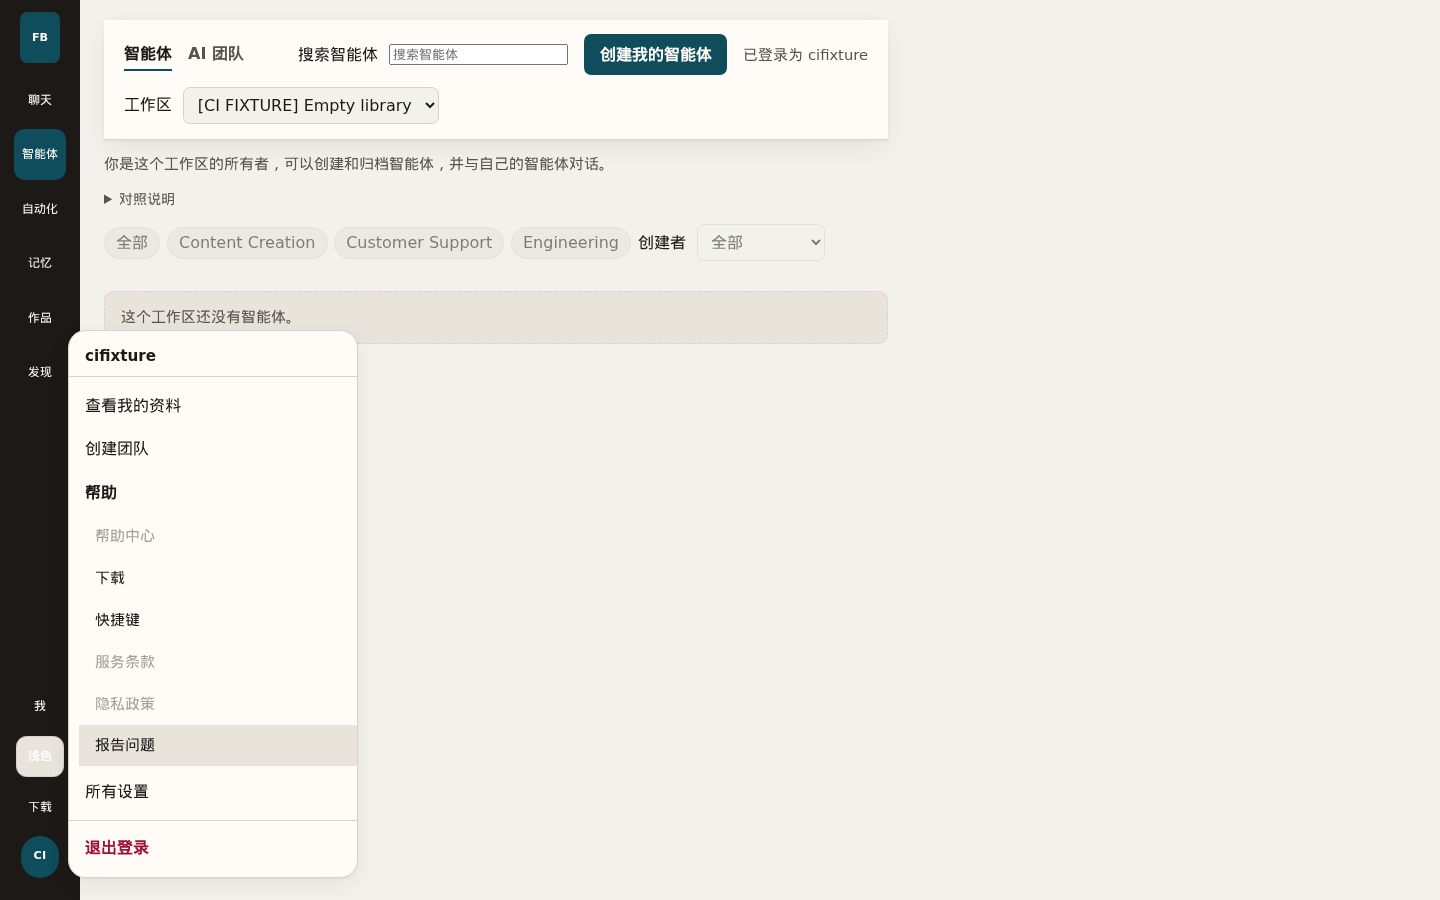 FB
聊天
智能体
自动化
记忆
作品
发现
我
浅色
下载
CI
智能体 AI 团队 搜索智能体 搜索智能体 创建我的智能体 已登录为 cifixture
工作区 [CI FIXTURE] Empty library
你是这个工作区的所有者，可以创建和归档智能体，并与自己的智能体对话。
对照说明
全部 Content Creation Customer Support Engineering 创建者 全部
这个工作区还没有智能体。
cifixture
查看我的资料
创建团队
帮助
帮助中心
下载
快捷键
服务条款
隐私政策
报告问题
所有设置
退出登录